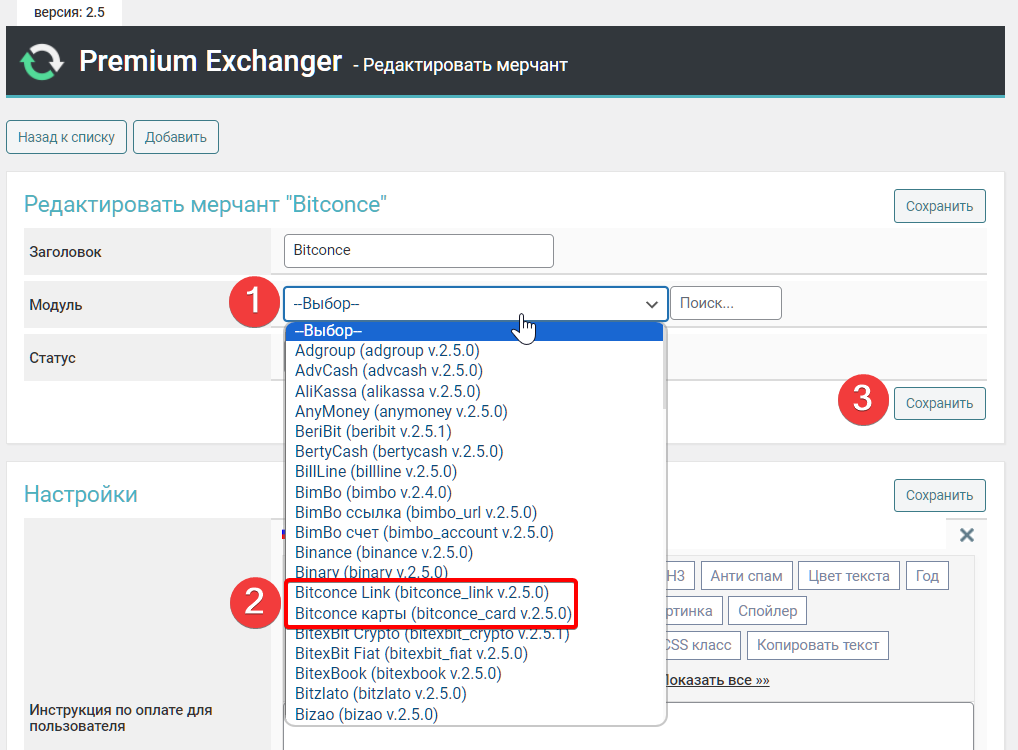 версия: 2.5
Premium Exchanger - Редактировать мерчант
Назад к списку Добавить
Редактировать мерчант "Bitconce" Сохранить
Заголовок Bitconce
Модуль 1 --Выбор-- Поиск...
--Выбор--
Adgroup (adgroup v.2.5.0)
Статус
AdvCash (advcash v.2.5.0)
AliKassa (alikassa v.2.5.0)
3 Сохранить
AnyMoney (anymoney v.2.5.0)
BeriBit (beribit v.2.5.1)
BertyCash (bertycash v.2.5.0)
BillLine (billline v.2.5.0)
Настройки Сохранить
BimBo (bimbo v.2.4.0)
BimBo ссылка (bimbo_url v.2.5.0)
BimBo счет (bimbo_account v.2.5.0)
Binance (binance v.2.5.0)
Binary (binary v.2.5.0)
H3 Анти спам Цвет текста Год
2 Bitconce Link (bitconce_link v.2.5.0)
Bitconce карты (bitconce_card v.2.5.0)
ртинка Спойлер
BitexBit Crypto (bitexbit_crypto v.2.5.1)
CSS класс Копировать текст
BitexBit Fiat (bitexbit_fiat v.2.5.0)
BitexBook (bitexbook v.2.5.0)
Показать все »»
Bitzlato (bitzlato v.2.5.0)
Bizao (bizao v.2.5.0)
Инструкция по оплате для
пользователя